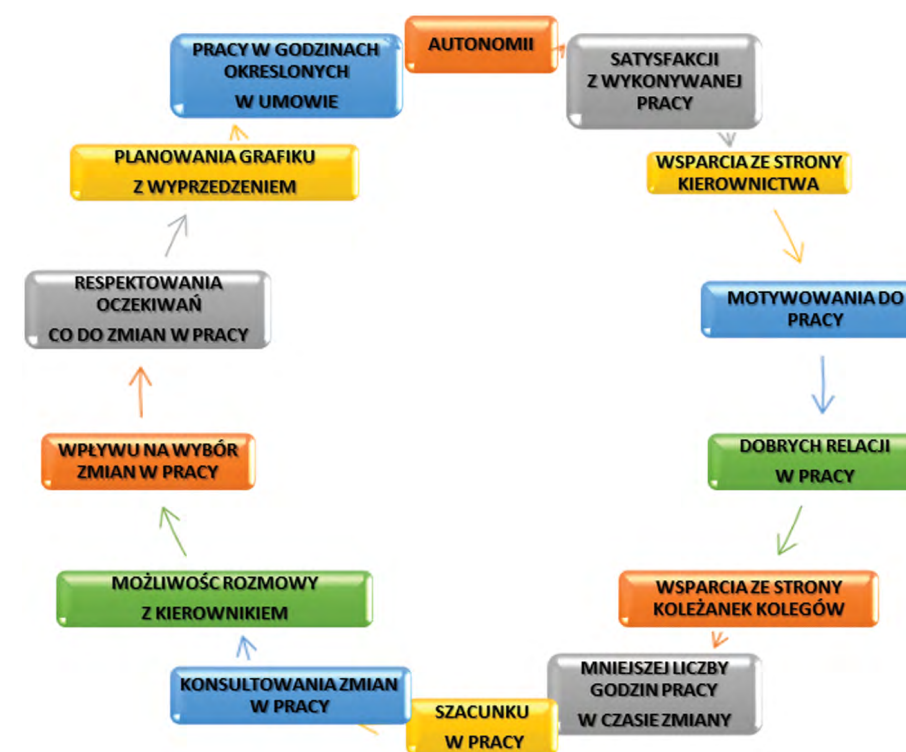 AUTONOMII
SATYSFAKCJI
Z WYKONYWANEJ
PRACY
WSPARCIA ZE STRONY
KIEROWNICTWA
MOTYWOWANIA DO
PRACY
DOBRYCH RELACJI
W PRACY
WSPARCIA ZE STRONY
KOLEŻANEK KOLEGÓW
MNIEJSZEJ LICZBY
GODZIN PRACY
W CZASIE ZMIANY
SZACUNKU
W PRACY
KONSULTOWANIA ZMIAN
W PRACY
MOŻLIWOŚC ROZMOWY
Z KIEROWNIKIEM
WPŁYWU NA WYBÓR
ZMIAN W PRACY
RESPEKTOWANIA
OCZEKIWAŃ
CO DO ZMIAN W PRACY
PLANOWANIA GRAFIKU
Z WYPRZEDZENIEM
PRACY W GODZINACH
OKRESLONYCH
W UMOWIE